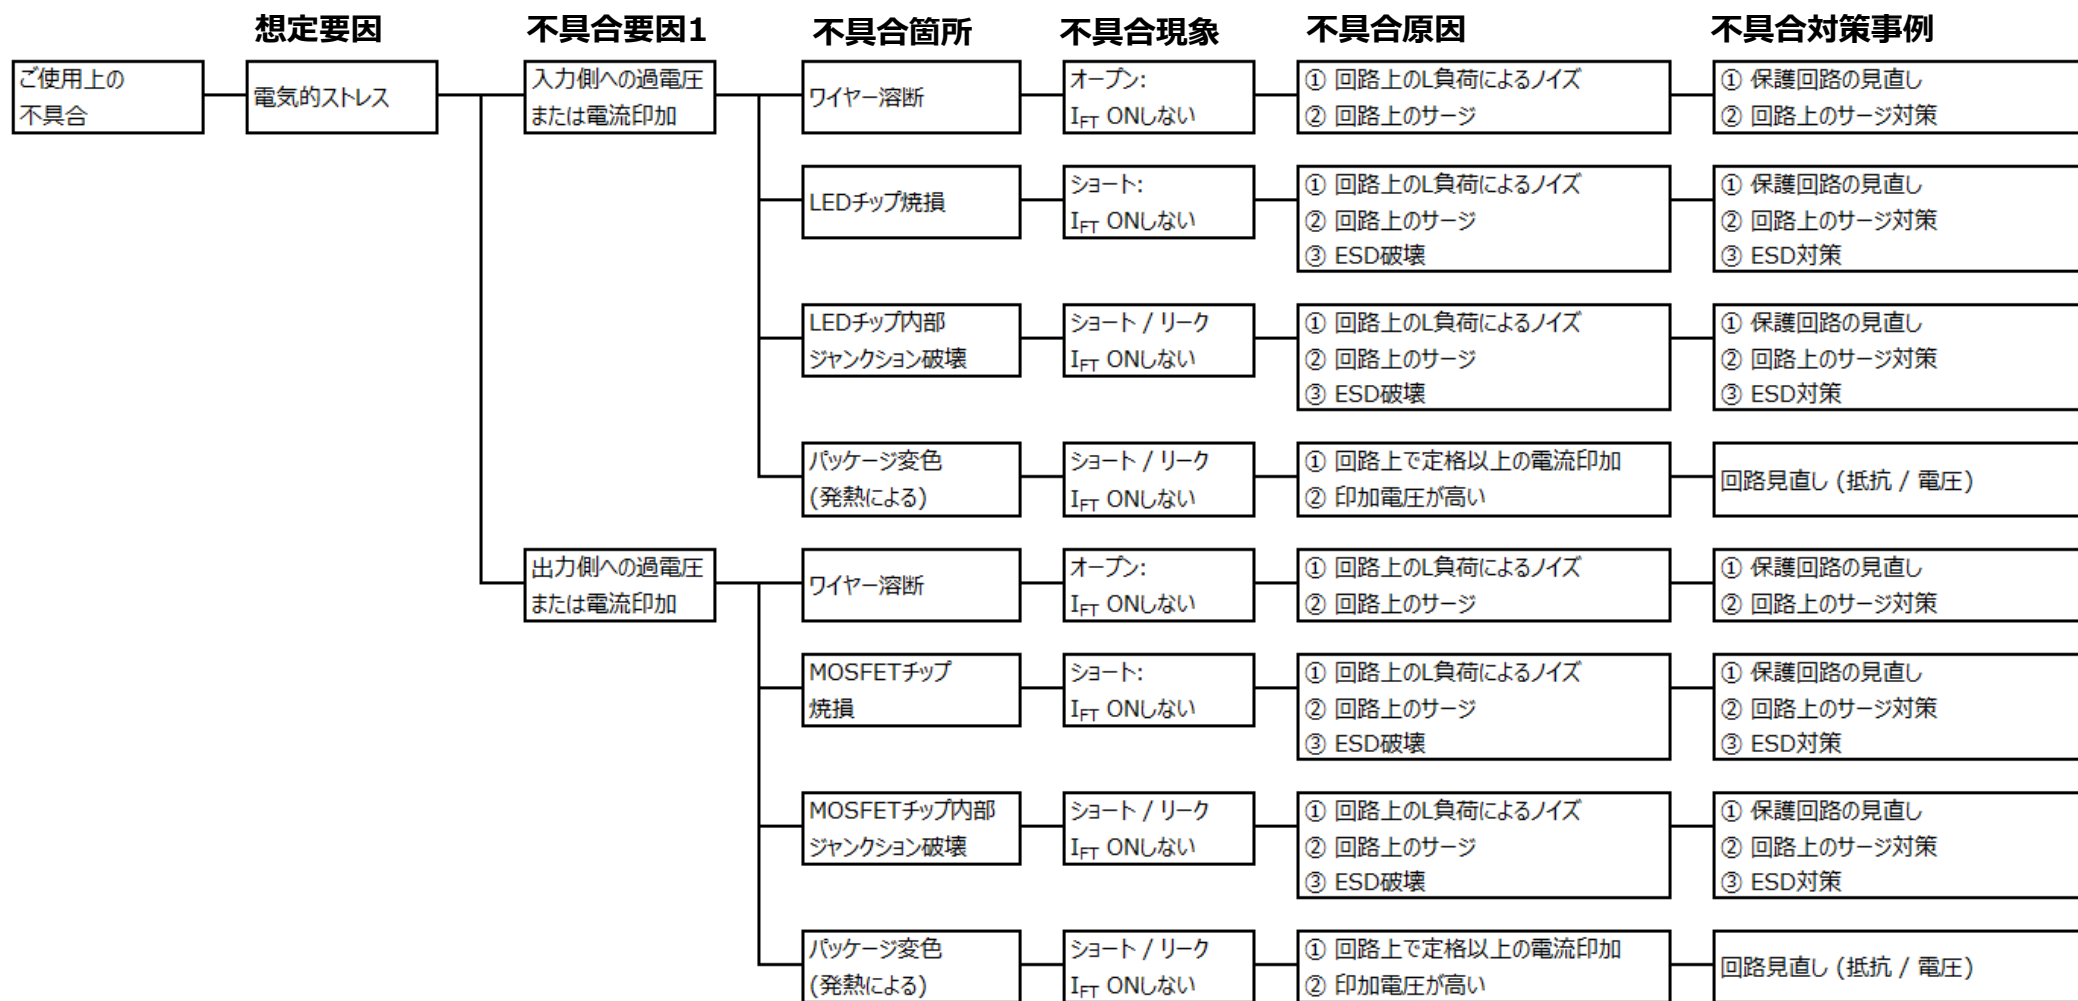 想定要因
不具合要因1
不具合箇所
不具合現象
不具合原因
不具合対策事例
ご使用上の
不具合
電気的ストレス
入力側への過電圧
または電流印加
ワイヤー溶断
オープン:
IFT ONしない
① 回路上のL負荷によるノイズ
② 回路上のサージ
① 保護回路の見直し
② 回路上のサージ対策
LEDチップ焼損
ショート:
IFT ONしない
① 回路上のL負荷によるノイズ
② 回路上のサージ
③ ESD破壊
① 保護回路の見直し
② 回路上のサージ対策
③ ESD対策
LEDチップ内部
ジャンクション破壊
ショート / リーク
IFT ONしない
① 回路上のL負荷によるノイズ
② 回路上のサージ
③ ESD破壊
① 保護回路の見直し
② 回路上のサージ対策
③ ESD対策
パッケージ変色
(発熱による)
ショート / リーク
IFT ONしない
① 回路上で定格以上の電流印加
② 印加電圧が高い
回路見直し (抵抗 / 電圧)
出力側への過電圧
または電流印加
ワイヤー溶断
オープン:
IFT ONしない
① 回路上のL負荷によるノイズ
② 回路上のサージ
① 保護回路の見直し
② 回路上のサージ対策
MOSFETチップ
焼損
ショート:
IFT ONしない
① 回路上のL負荷によるノイズ
② 回路上のサージ
③ ESD破壊
① 保護回路の見直し
② 回路上のサージ対策
③ ESD対策
MOSFETチップ内部
ジャンクション破壊
ショート / リーク
IFT ONしない
① 回路上のL負荷によるノイズ
② 回路上のサージ
③ ESD破壊
① 保護回路の見直し
② 回路上のサージ対策
③ ESD対策
パッケージ変色
(発熱による)
ショート / リーク
IFT ONしない
① 回路上で定格以上の電流印加
② 印加電圧が高い
回路見直し (抵抗 / 電圧)